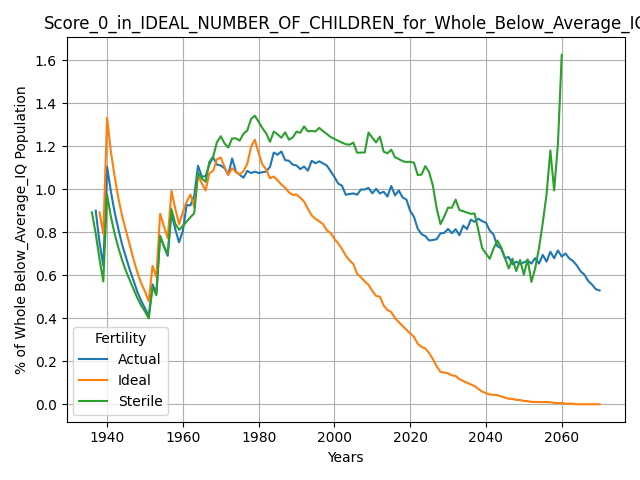 Score_0_in_IDEAL_NUMBER_OF_CHILDREN_for_Whole_Below_Average_IQ
% of Whole Below_Average_IQ Population
1.6
1.4
1.2
1.0
0.8
0.6
0.4
0.2
0.0
Fertility
Actual
Ideal
Sterile
1940 1960 1980 2000 2020 2040 2060
Years